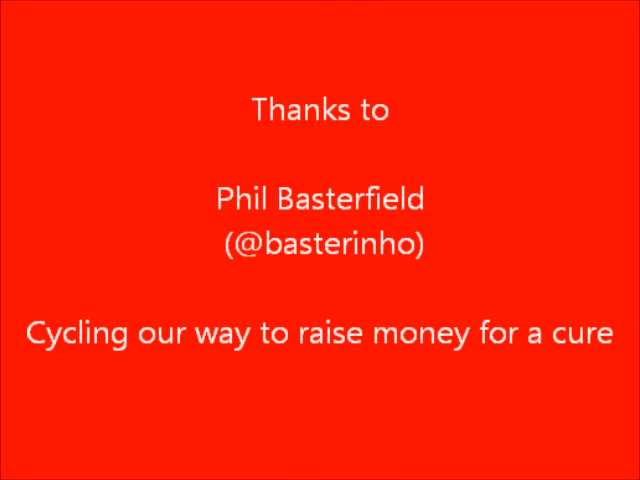 Thanks to
Phil Basterfield
(@basterinho)
Cycling our way to raise money for a cure